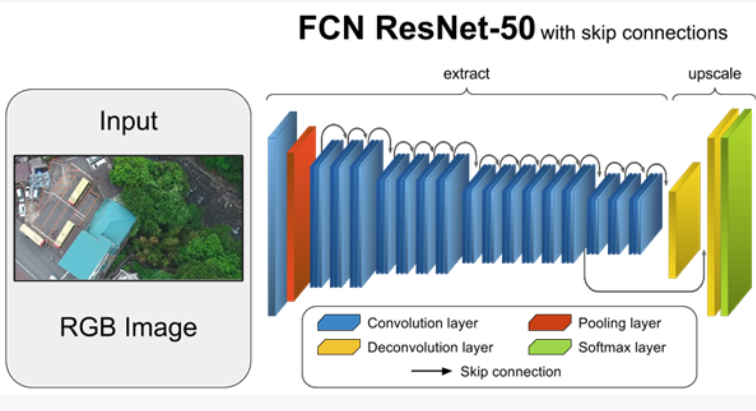 FCN ResNet-50 with skip connections
extract
upscale
Input
RGB Image
Convolution layer
Pooling layer
Deconvolution layer
Softmax layer
Skip connection